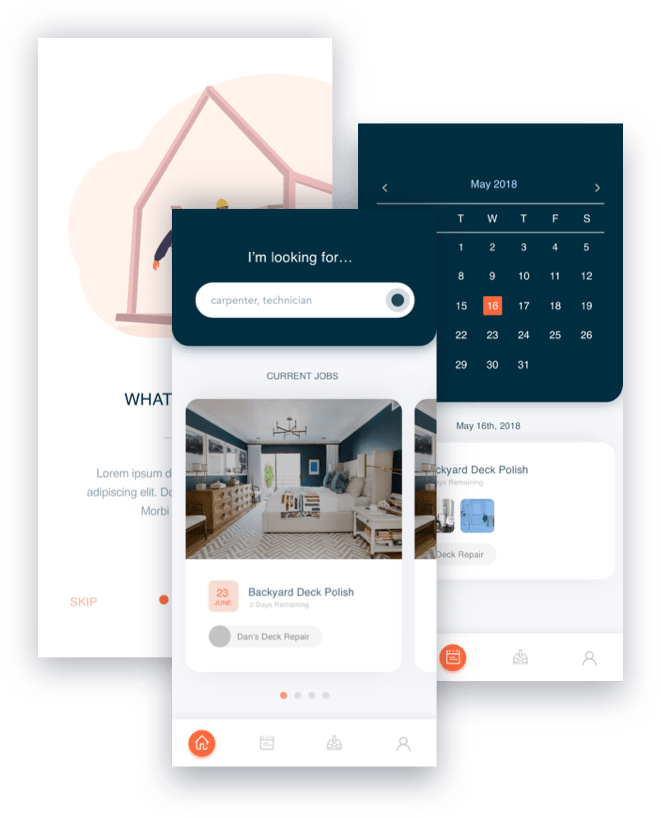 WHAT
Lorem ipsum
adipiscing elit.
Morbi
SKIP
I'm looking for...
carpenter, technician
CURRENT JOBS
23
JUNE
Backyard Deck Polish
2 Days Remaining
Dan's Deck Repair
May 2018
T W T F S
1 2 3 4 5
8 9 10 11 12
15 16 17 18 19
22 23 24 25 26
29 30 31
May 16th, 2018
ckyard Deck Polish
ays Remaining
Deck Repair